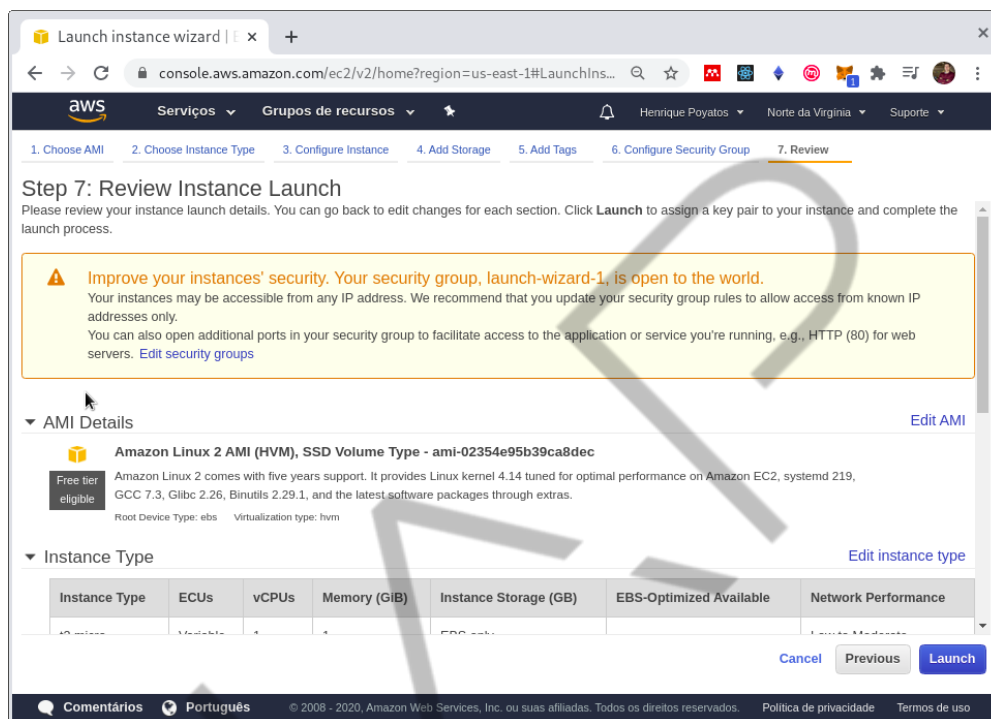 Launch instance wizard | E
console.aws.amazon.com/ec2/v2/home?region=us-east-1#LaunchIns...
1
aws Serviços Grupos de recursos Henrique Poyatos Norte da Virgínia Suporte
1. Choose AMI 2. Choose Instance Type 3. Configure Instance 4. Add Storage 5. Add Tags 6. Configure Security Group 7. Review
Step 7: Review Instance Launch
Please review your instance launch details. You can go back to edit changes for each section. Click Launch to assign a key pair to your instance and complete the
launch process.
Improve your instances' security. Your security group, launch-wizard-1, is open to the world.
Your instances may be accessible from any IP address. We recommend that you update your security group rules to allow access from known IP
addresses only.
You can also open additional ports in your security group to facilitate access to the application or service you're running, e.g., HTTP (80) for web
servers. Edit security groups
AMI Details Edit AMI
Amazon Linux 2 AMI (HVM), SSD Volume Type - ami-02354e95b39ca8dec
Free tier
eligible
Amazon Linux 2 comes with five years support. It provides Linux kernel 4.14 tuned for optimal performance on Amazon EC2, systemd 219,
GCC 7.3, Glibc 2.26, Binutils 2.29.1, and the latest software packages through extras.
Root Device Type: ebs Virtualization type: hvm
Instance Type Edit instance type
Instance Type ECUs vCPUs Memory (GiB) Instance Storage (GB) EBS-Optimized Available Network Performance
t2.micro Variable 1 1 EBS only Low to Moderate
Cancel Previous Launch
Comentários Português © 2008 - 2020, Amazon Web Services, Inc. ou suas afiliadas. Todos os direitos reservados. Política de privacidade Termos de uso